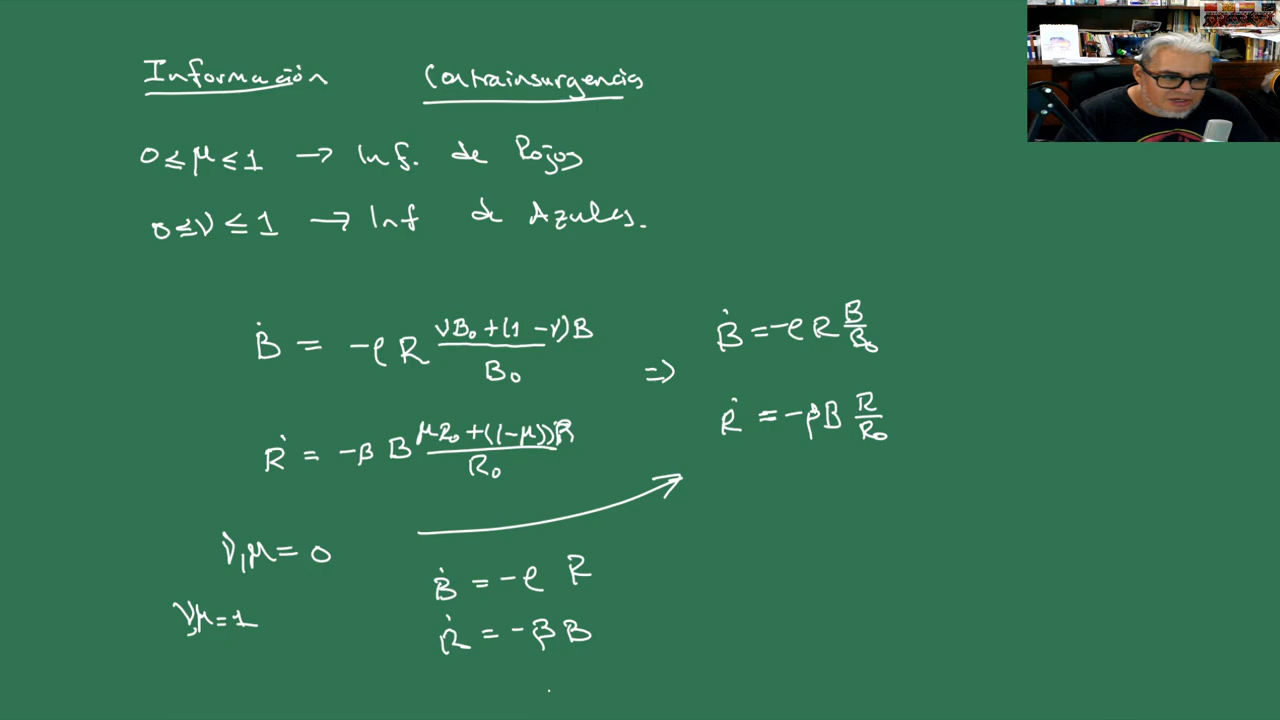 Información Contrainsurgencia
0 ≤ μ ≤ 1 → Inf. de Rojos
0 ≤ ν ≤ 1 → Inf de Azules.
Ḃ = -ρ R (νB₀ + (1 - ν)B) / B₀ ⇒ Ḃ = -ρ R B/B₀
Ṙ = -β B (μR₀ + (1-μ))R / R₀ Ṙ = -βB R/R₀
ν, μ = 0
Ḃ = -ρ R
ν, μ = 1
Ṙ = -β B